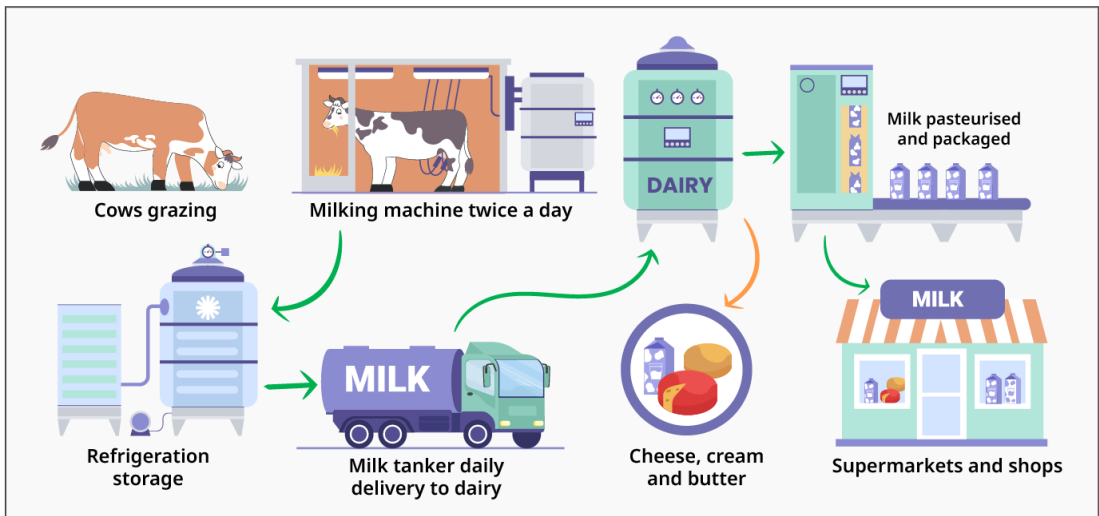 Cows grazing
Milking machine twice a day
DAIRY
Milk pasteurised
and packaged
Refrigeration
storage
MILK
Milk tanker daily
delivery to dairy
Cheese, cream
and butter
MILK
Supermarkets and shops